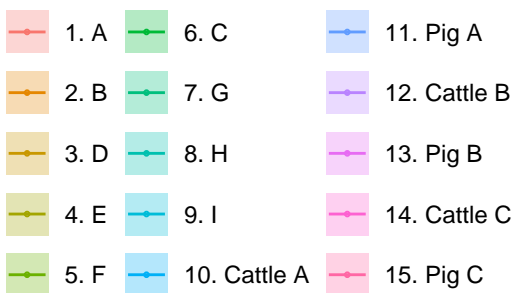 1. A
2. B
3. D
4. E
5. F
6. C
7. G
8. H
9. I
10. Cattle A
11. Pig A
12. Cattle B
13. Pig B
14. Cattle C
15. Pig C